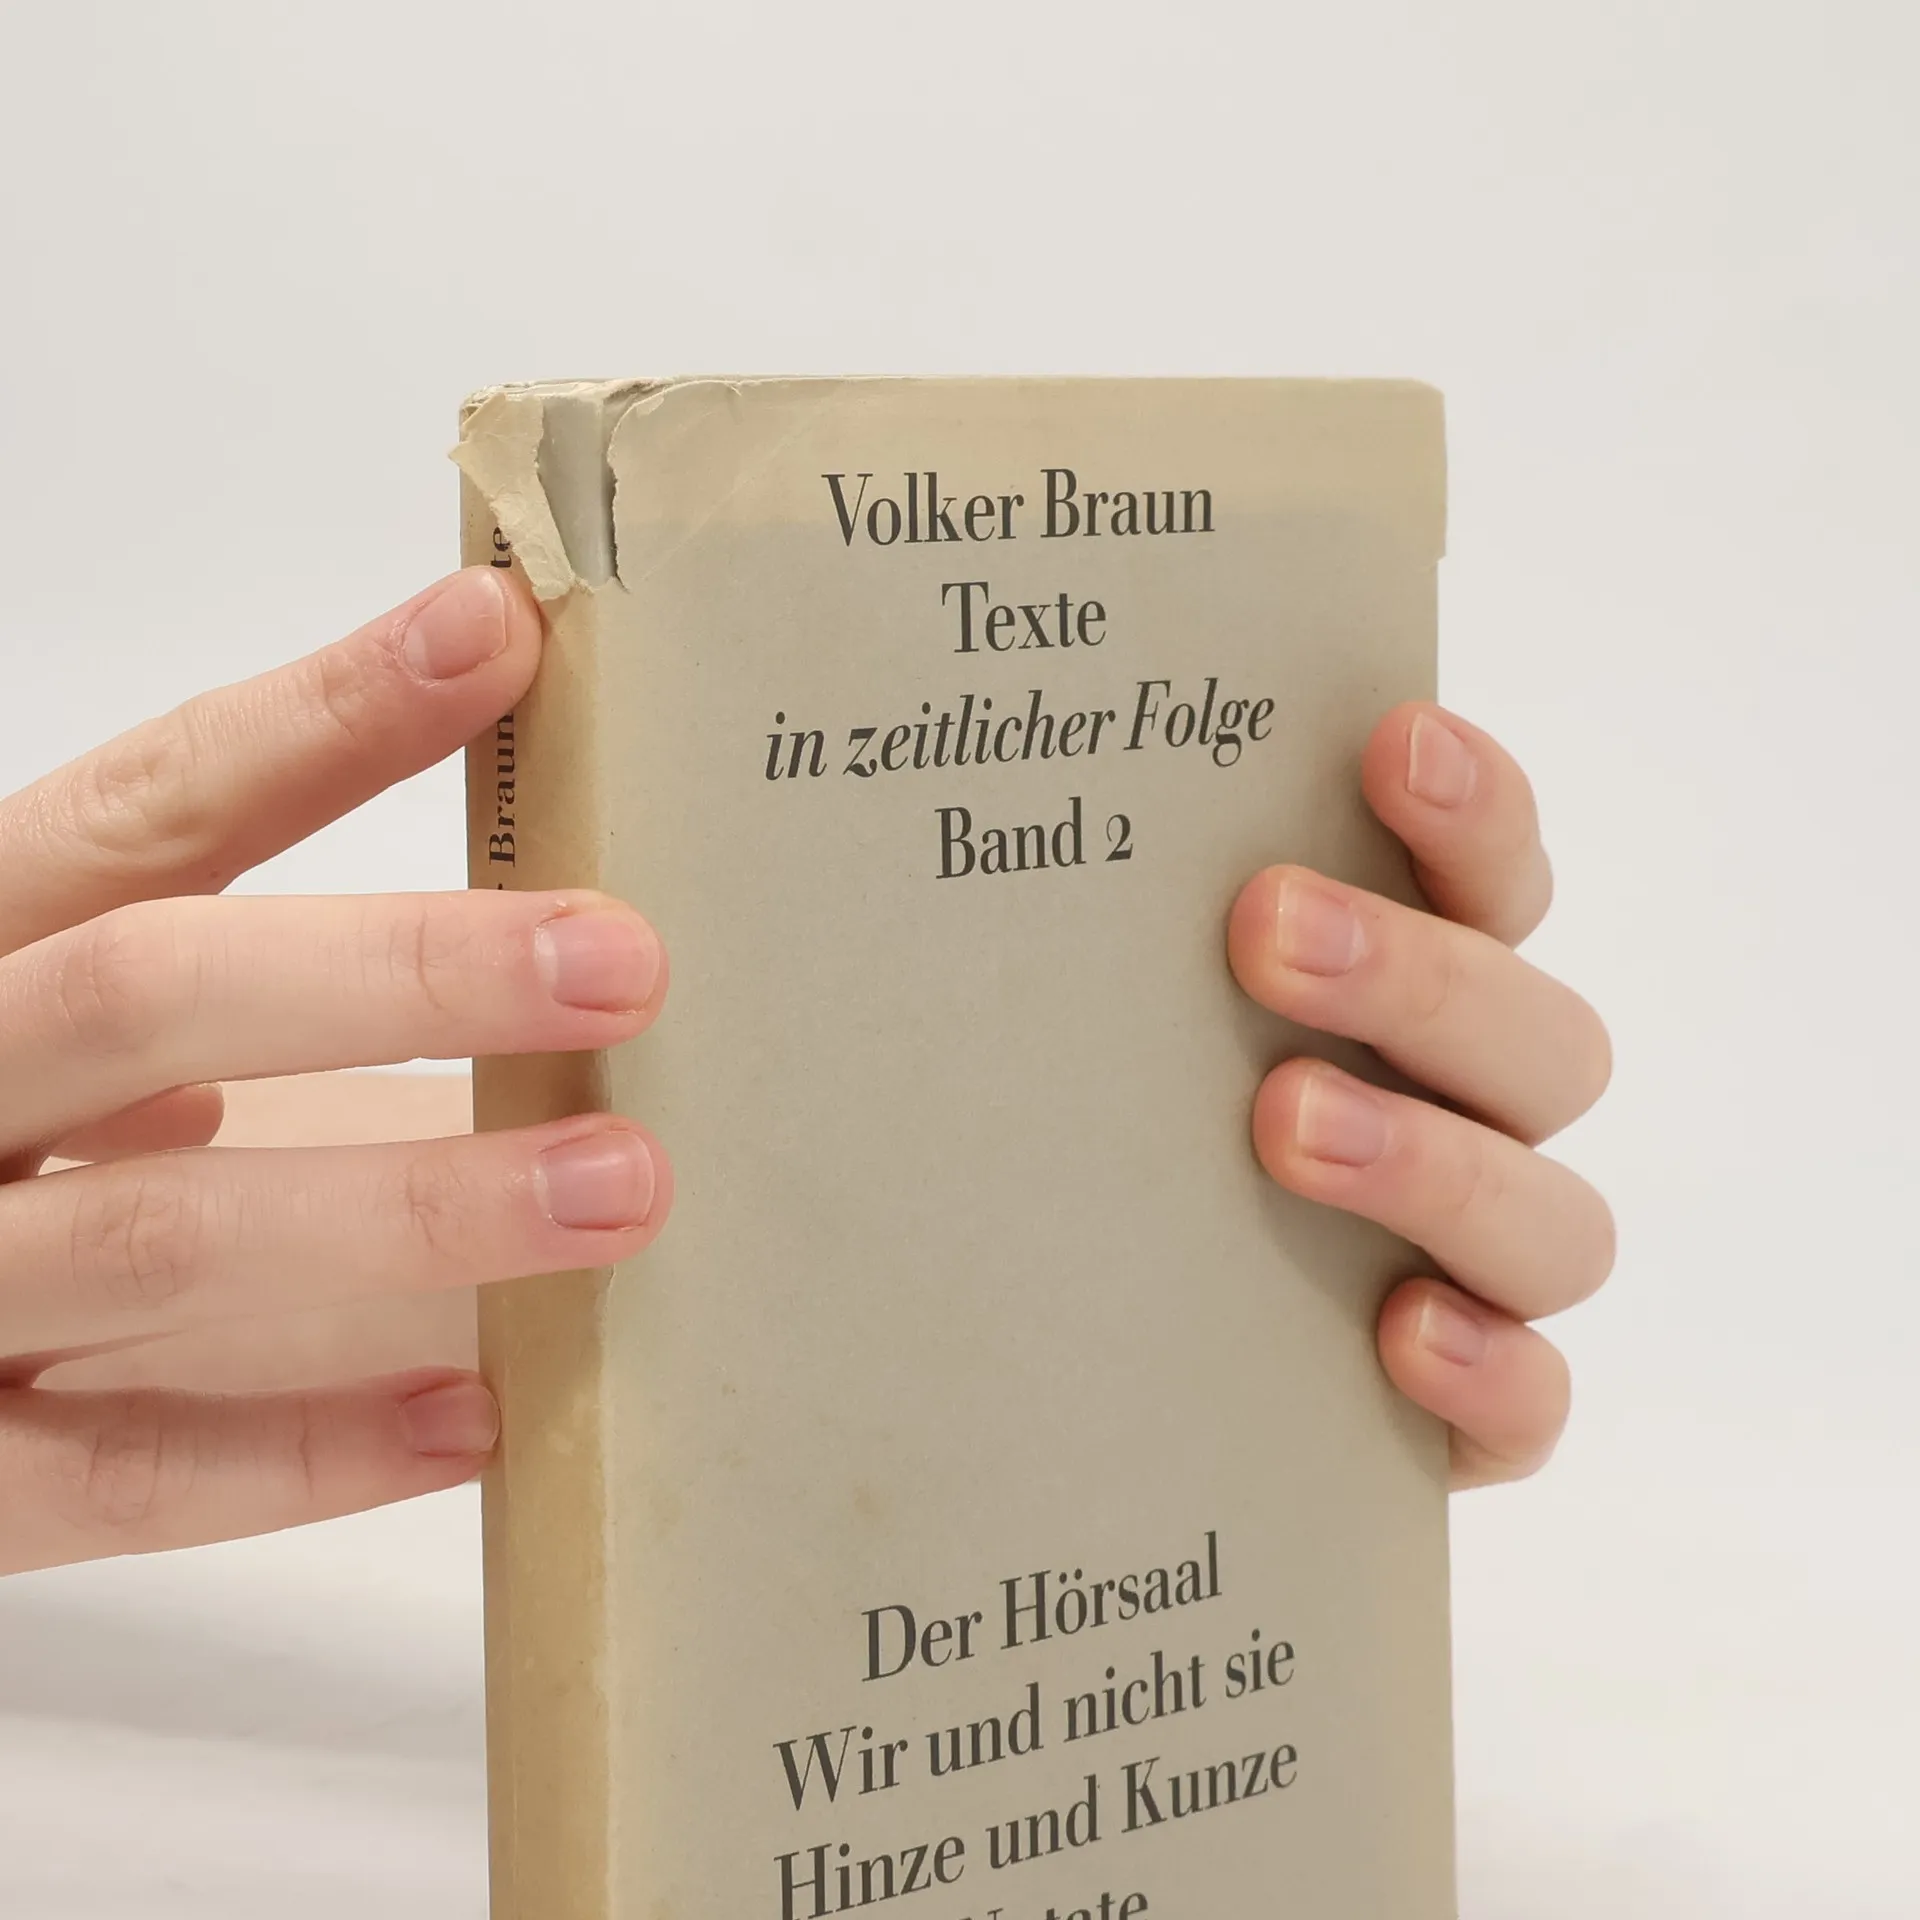 Volker Braun
Texte
in zeitlicher Folge
Band 2
Der Hörsaal
Wir und nicht sie
Hinze und Kunze
Braun